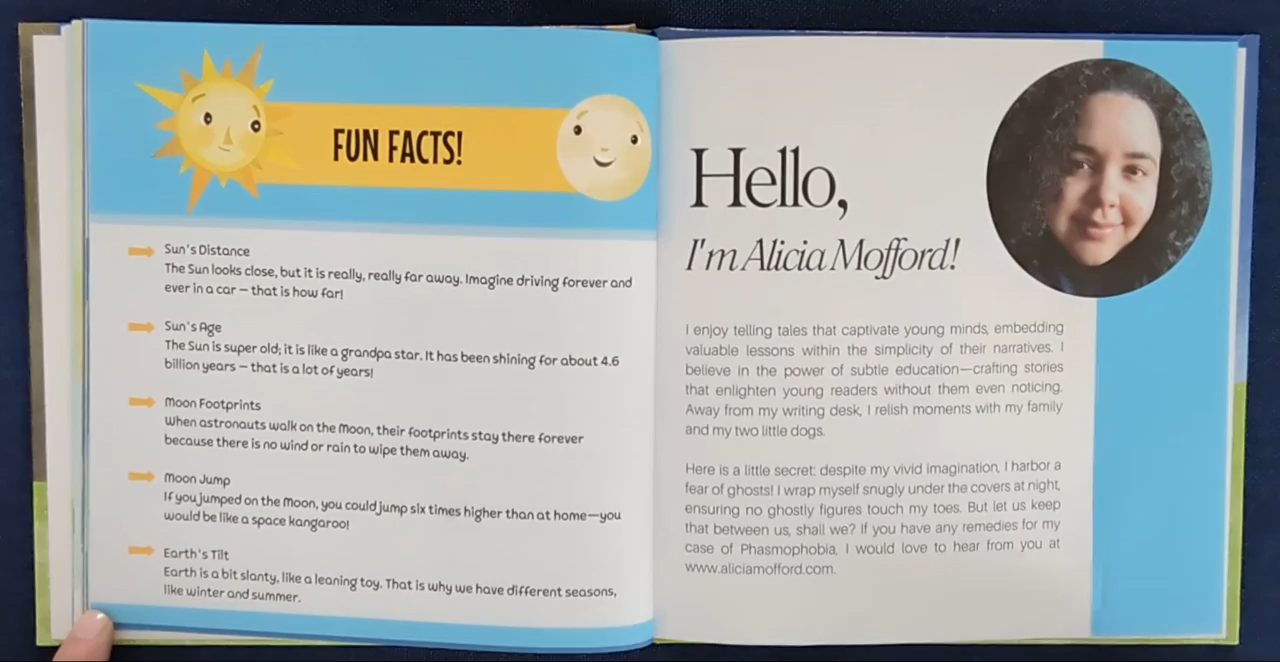 FUN FACTS!
Sun's Distance
The Sun looks close, but it is really, really far away. Imagine driving forever and
ever in a car – that is how far!
Sun's Age
The Sun is super old; it is like a grandpa star. It has been shining for about 4.6
billion years – that is a lot of years!
Moon Footprints
When astronauts walk on the Moon, their footprints stay there forever
because there is no wind or rain to wipe them away.
Moon Jump
If you jumped on the Moon, you could jump six times higher than at home—you
would be like a space kangaroo!
Earth's Tilt
Earth is a bit slanty, like a leaning toy. That is why we have different seasons,
like winter and summer.
Hello,
I'm Alicia Mofford!
I enjoy telling tales that captivate young minds, embedding
valuable lessons within the simplicity of their narratives. I
believe in the power of subtle education—crafting stories
that enlighten young readers without them even noticing.
Away from my writing desk, I relish moments with my family
and my two little dogs.
Here is a little secret: despite my vivid imagination, I harbor a
fear of ghosts! I wrap myself snugly under the covers at night,
ensuring no ghostly figures touch my toes. But let us keep
that between us, shall we? If you have any remedies for my
case of Phasmophobia, I would love to hear from you at
www.aliciamofford.com.